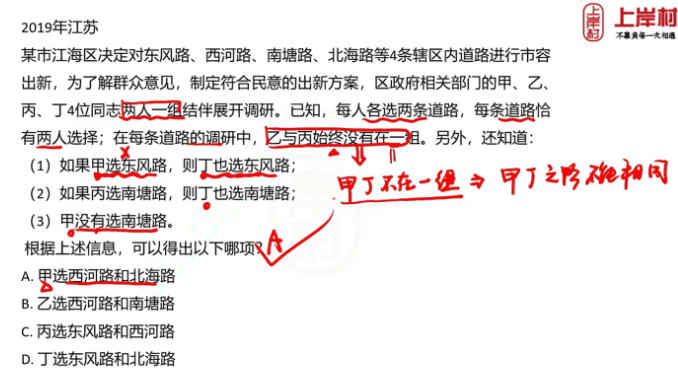 上岸村
不辜负每一次相遇
2019年江苏
某市江海区决定对东风路、西河路、南塘路、北海路等4条辖区内道路进行市容
出新，为了解群众意见，制定符合民意的出新方案，区政府相关部门的甲、乙、
丙、丁4位同志两人一组结伴展开调研。已知，每人各选两条道路，每条道路恰
有两人选择；在每条道路的调研中，乙与丙始终没有在一组。另外，还知道：
（1）如果甲选东风路，则丁也选东风路；
（2）如果丙选南塘路，则丁也选南塘路；
（3）甲没有选南塘路。
甲丁不在一组 ⇒ 甲丁之路不能相同
根据上述信息，可以得出以下哪项？ A
A. 甲选西河路和北海路
B. 乙选西河路和南塘路
C. 丙选东风路和西河路
D. 丁选东风路和北海路